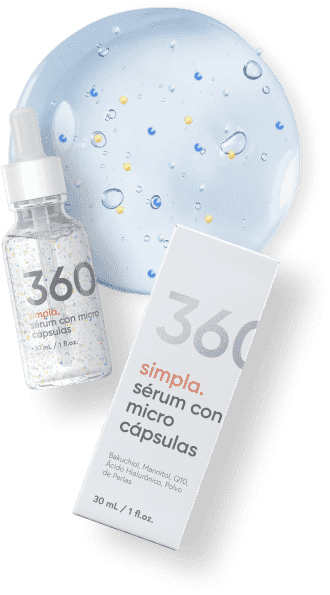 360
mpla.
sérum con micro
cápsulas
30 mL / 1 fl.oz.
360
simpla.
sérum con
micro
cápsulas
Bakuchiol, Mannitol, Q10,
Ácido Hialurónico, Polvo
de Perlas
30 mL / 1 fl.oz.